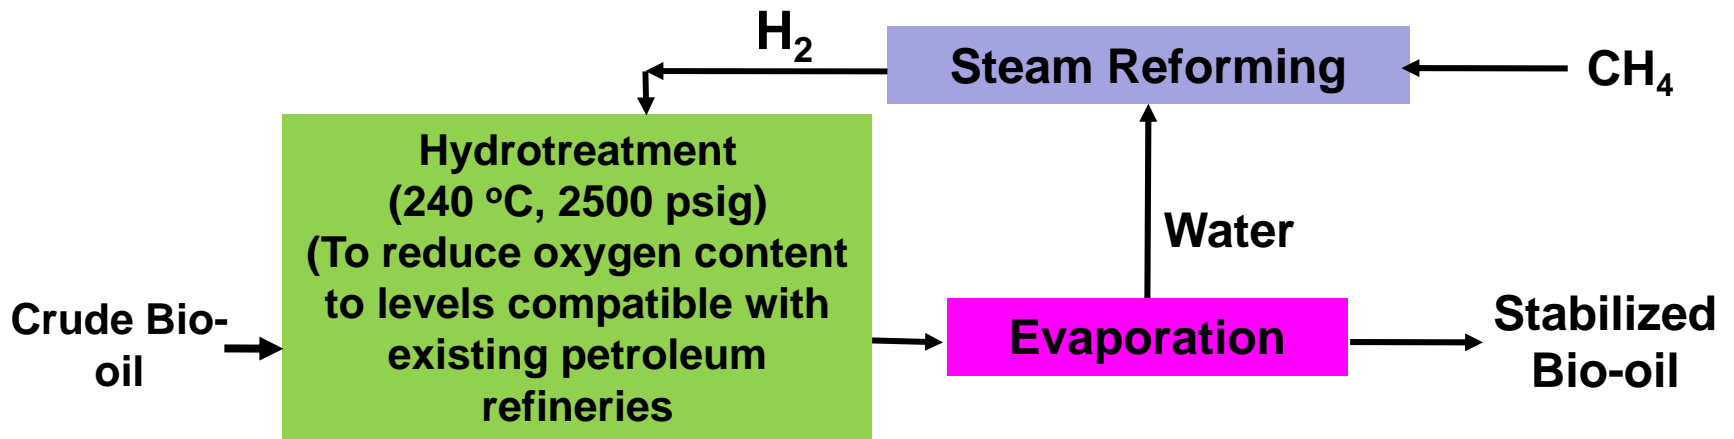 H₂
Steam Reforming
CH₄
Hydrotreatment
(240 ᵒC, 2500 psig)
(To reduce oxygen content
to levels compatible with
existing petroleum
refineries
Water
Crude Bio-
oil
Evaporation
Stabilized
Bio-oil